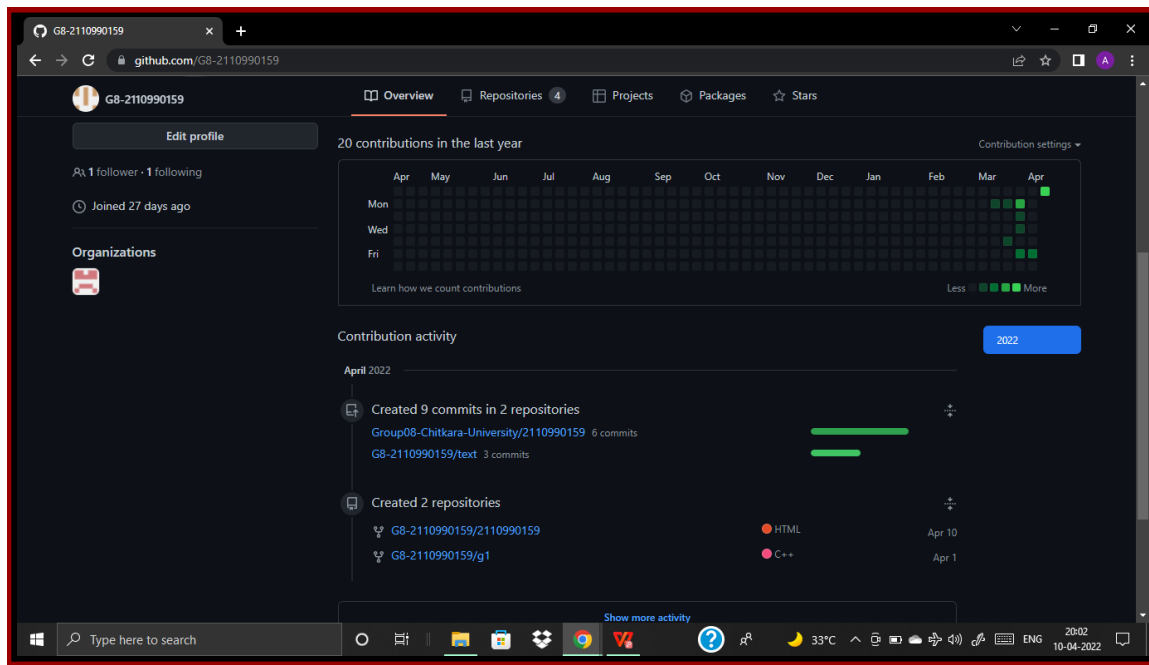 G8-2110990159
github.com/G8-2110990159
A
G8-2110990159
Overview Repositories 4 Projects Packages Stars
Edit profile
1 follower · 1 following
Joined 27 days ago
Organizations
20 contributions in the last year
Contribution settings
Apr May Jun Jul Aug Sep Oct Nov Dec Jan Feb Mar Apr
Mon
Wed
Fri
Learn how we count contributions
Less More
Contribution activity
2022
April 2022
Created 9 commits in 2 repositories
Group08-Chitkara-University/2110990159 6 commits
G8-2110990159/text 3 commits
Created 2 repositories
G8-2110990159/2110990159 HTML Apr 10
G8-2110990159/g1 C++ Apr 1
Show more activity
Type here to search
33°C
ENG
20:02
10-04-2022